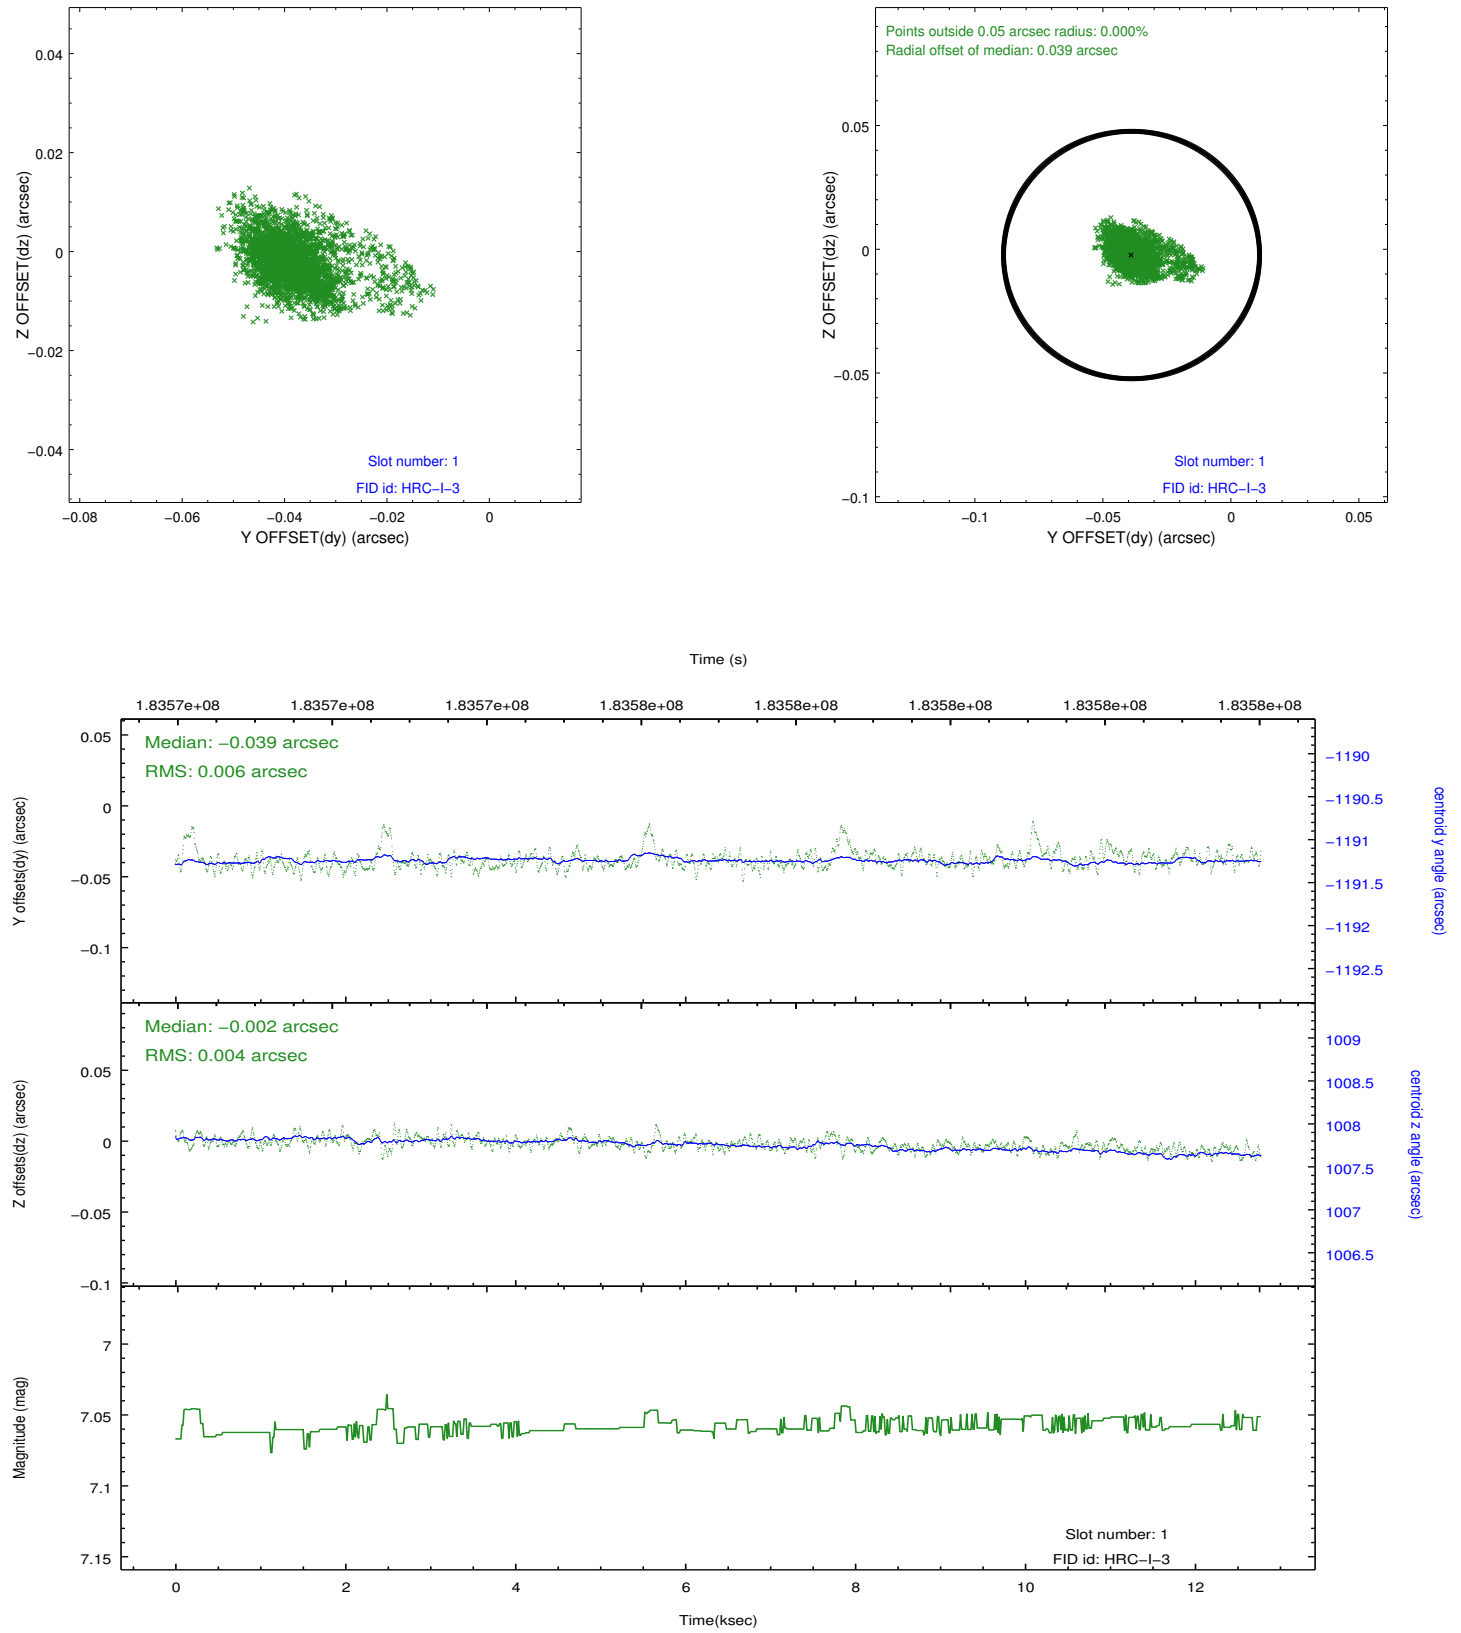 0.04
0.02
0
−0.02
−0.04
Z OFFSET(dz) (arcsec)
Slot number: 1
FID id: HRC−I−3
−0.08 −0.06 −0.04 −0.02 0
Y OFFSET(dy) (arcsec)
Points outside 0.05 arcsec radius: 0.000%
Radial offset of median: 0.039 arcsec
0.05
0
−0.05
−0.1
Z OFFSET(dz) (arcsec)
Slot number: 1
FID id: HRC−I−3
−0.1 −0.05 0 0.05
Y OFFSET(dy) (arcsec)
Time (s)
1.8357e+08 1.8357e+08 1.8357e+08 1.8358e+08 1.8358e+08 1.8358e+08 1.8358e+08 1.8358e+08
Median: −0.039 arcsec
RMS: 0.006 arcsec
0.05
0
−0.05
−0.1
Y offsets(dy) (arcsec)
−1190
−1190.5
−1191
−1191.5
−1192
−1192.5
centroid y angle (arcsec)
Median: −0.002 arcsec
RMS: 0.004 arcsec
0.05
0
−0.05
−0.1
Z offsets(dz) (arcsec)
1009
1008.5
1008
1007.5
1007
1006.5
centroid z angle (arcsec)
7
7.05
7.1
7.15
Magnitude (mag)
Slot number: 1
FID id: HRC−I−3
0 2 4 6 8 10 12
Time(ksec)